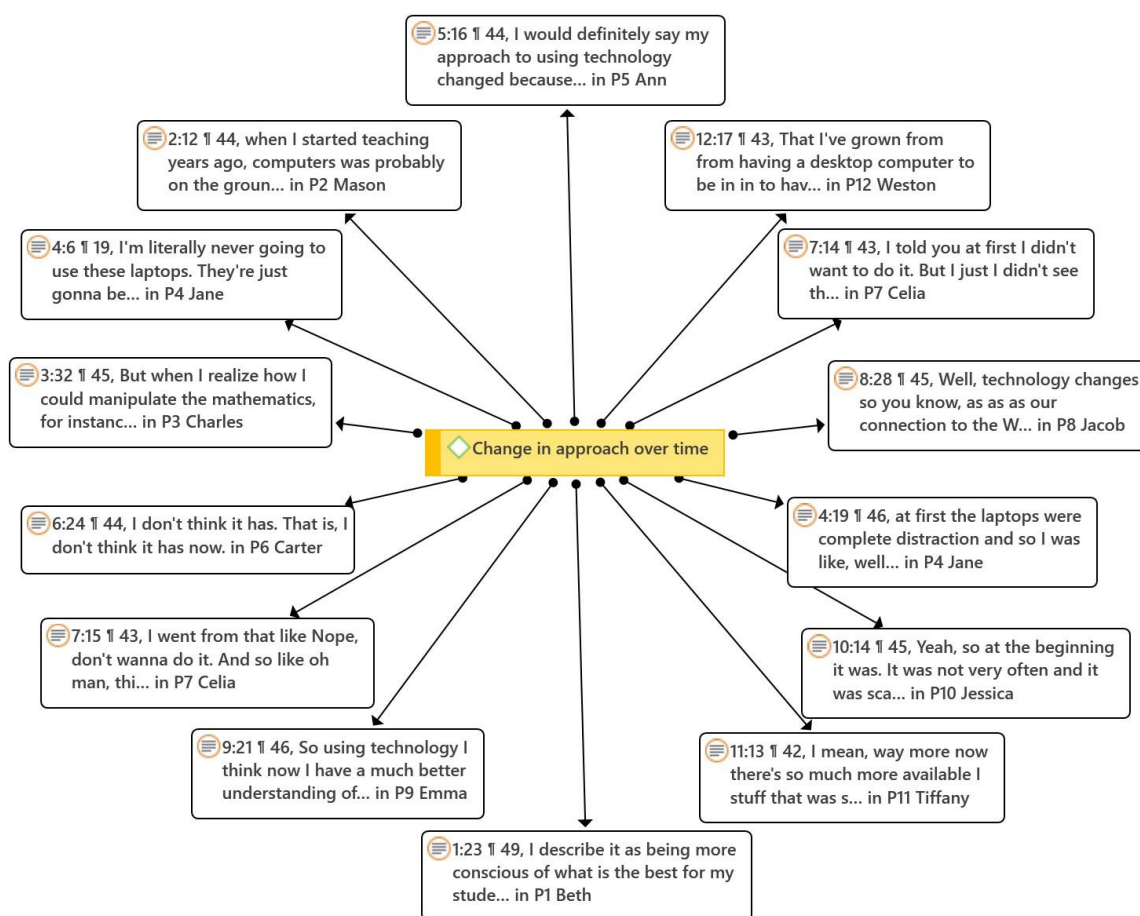 5:16 ¶ 44, I would definitely say my
approach to using technology
changed because... in P5 Ann
2:12 ¶ 44, when I started teaching
years ago, computers was probably
on the groun... in P2 Mason
12:17 ¶ 43, That I've grown from
from having a desktop computer to
be in in to hav... in P12 Weston
4:6 ¶ 19, I'm literally never going to
use these laptops. They're just
gonna be... in P4 Jane
7:14 ¶ 43, I told you at first I didn't
want to do it. But I just I didn't see
th... in P7 Celia
3:32 ¶ 45, But when I realize how I
could manipulate the mathematics,
for instanc... in P3 Charles
8:28 ¶ 45, Well, technology changes
so you know, as as as our
connection to the W... in P8 Jacob
Change in approach over time
6:24 ¶ 44, I don't think it has. That is, I
don't think it has now. in P6 Carter
4:19 ¶ 46, at first the laptops were
complete distraction and so I was
like, well... in P4 Jane
7:15 ¶ 43, I went from that like Nope,
don't wanna do it. And so like oh
man, thi... in P7 Celia
10:14 ¶ 45, Yeah, so at the beginning
it was. It was not very often and it
was sca... in P10 Jessica
9:21 ¶ 46, So using technology I
think now I have a much better
understanding of... in P9 Emma
11:13 ¶ 42, I mean, way more now
there's so much more available I
stuff that was s... in P11 Tiffany
1:23 ¶ 49, I describe it as being more
conscious of what is the best for my
stude... in P1 Beth